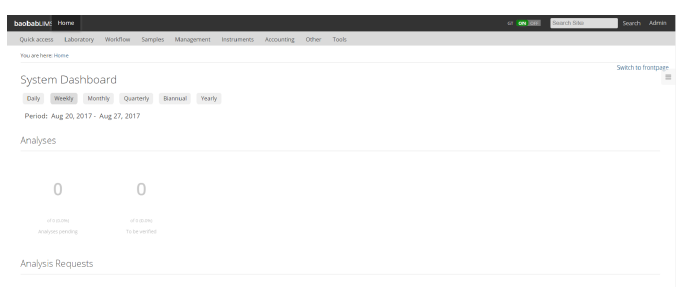 baobabLIMS Home ON OFF Search Site Search Admin
Quick access Laboratory Workflow Samples Management Instruments Accounting Other Tools
You are here: Home
Switch to frontpage
System Dashboard
Daily Weekly Monthly Quarterly Biannual Yearly
Period: Aug 20, 2017 - Aug 27, 2017
Analyses
0 0
of 0 (0.0%) of 0 (0.0%)
Analyses pending To be verified
Analysis Requests